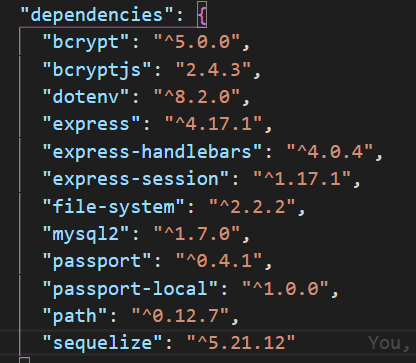 "dependencies": {
"bcrypt": "^5.0.0",
"bcryptjs": "2.4.3",
"dotenv": "^8.2.0",
"express": "^4.17.1",
"express-handlebars": "^4.0.4",
"express-session": "^1.17.1",
"file-system": "^2.2.2",
"mysql2": "^1.7.0",
"passport": "^0.4.1",
"passport-local": "^1.0.0",
"path": "^0.12.7",
"sequelize": "^5.21.12" You,